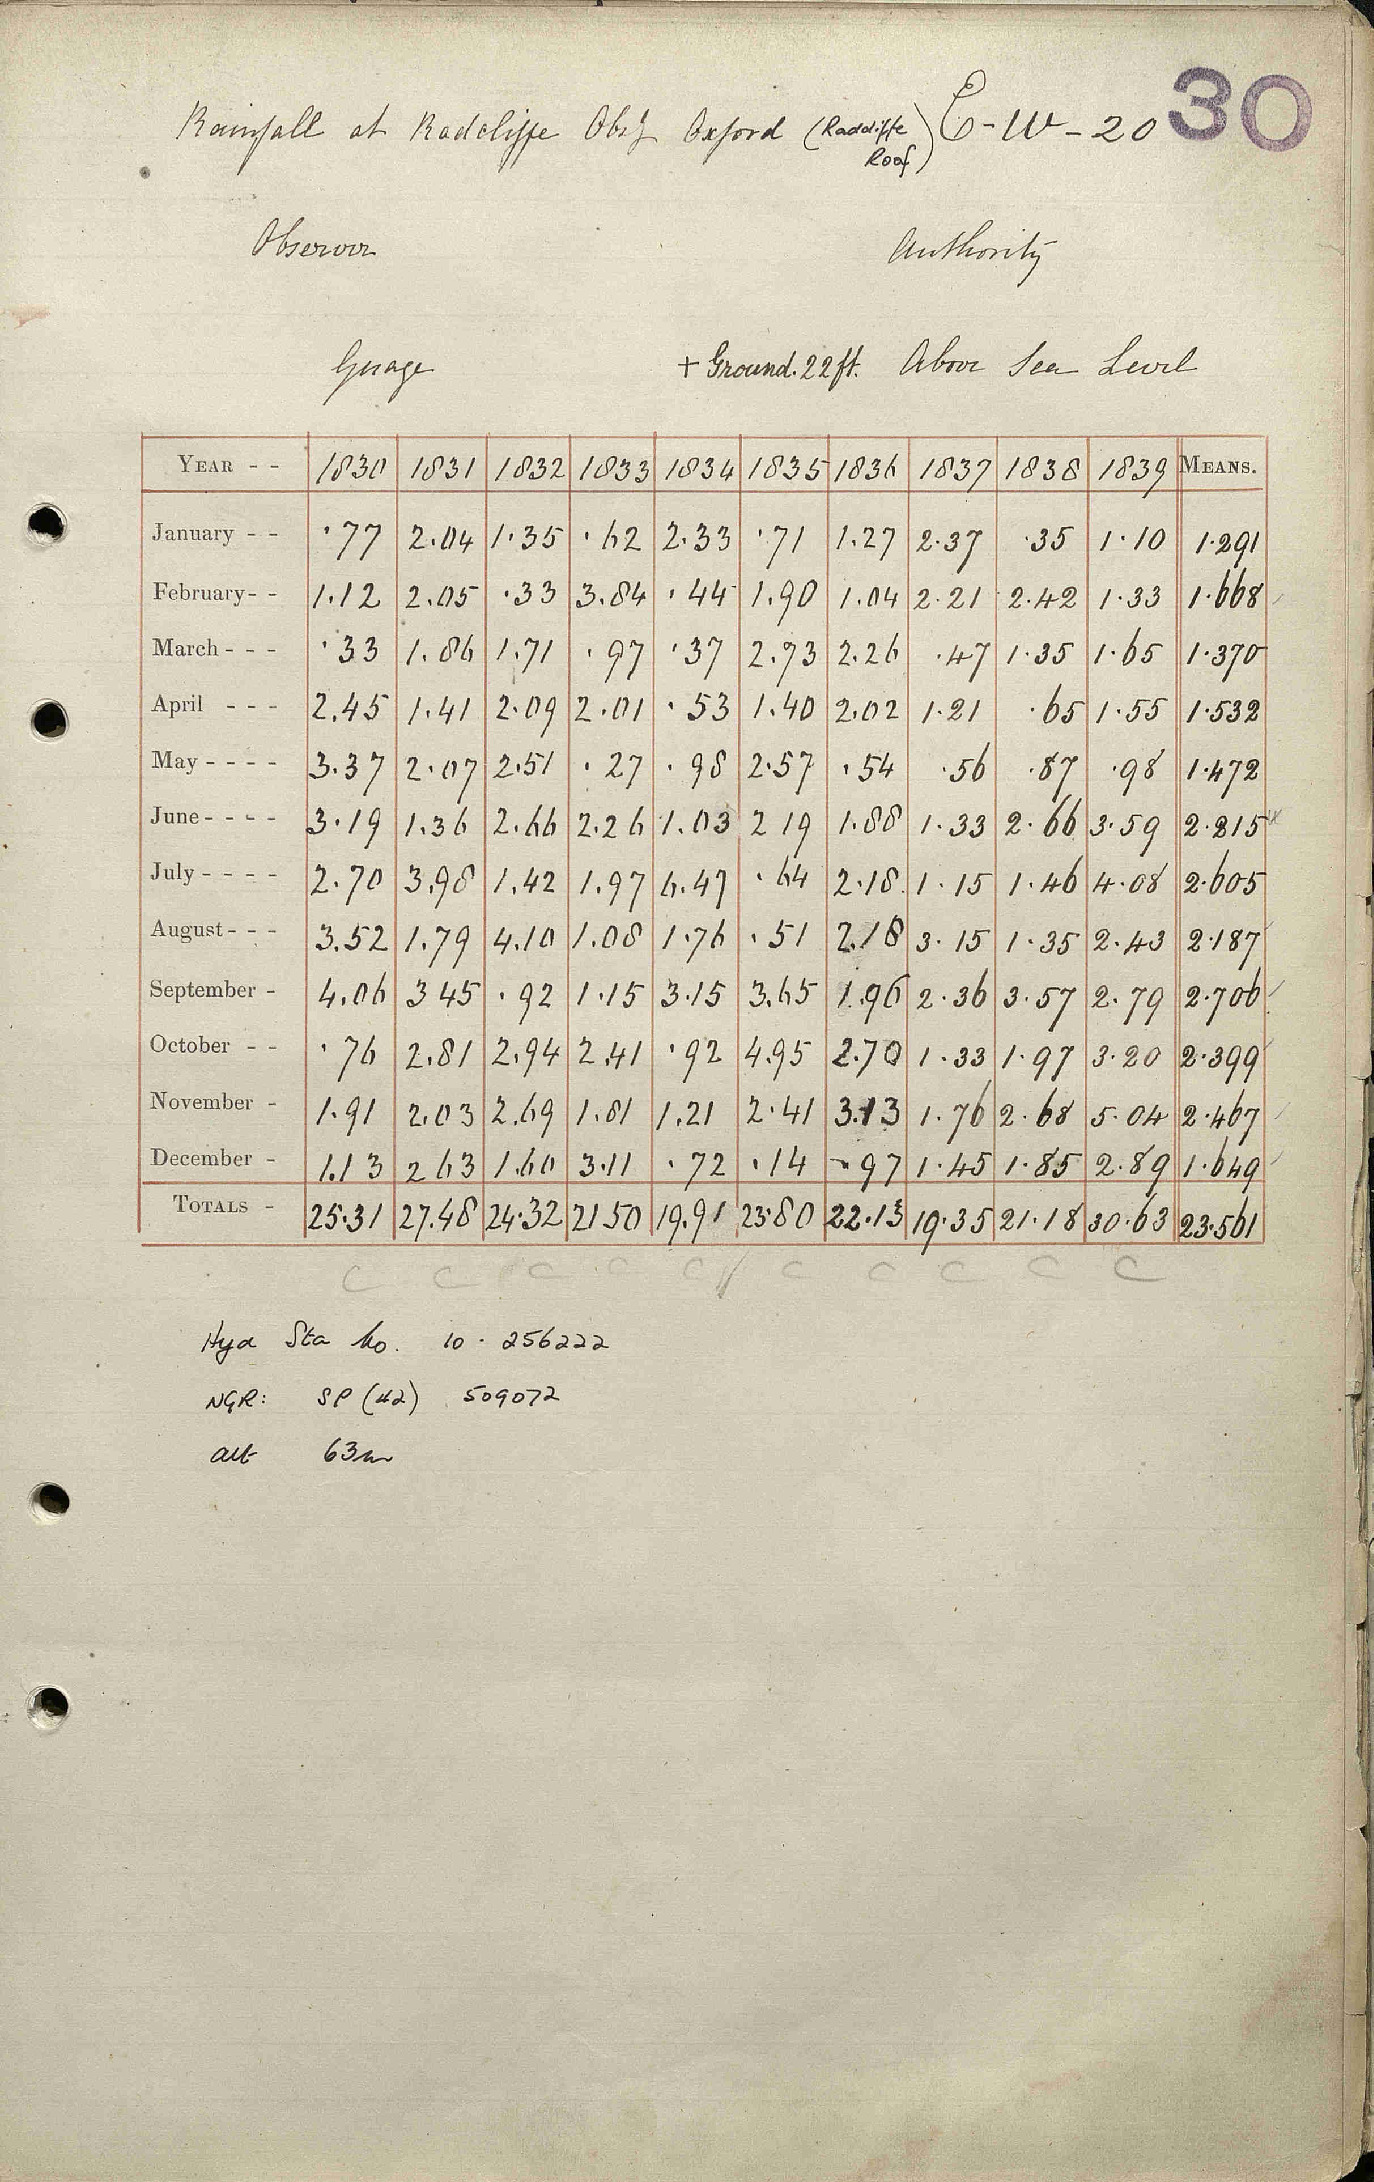 Rainfall at Radcliffe Obsy Oxford (Radcliffe Roof) C-W-20 30
Observer Authority
Guage + Ground. 22 ft. Above Sea Level
YEAR - - 1830 1831 1832 1833 1834 1835 1836 1837 1838 1839 MEANS.
January - - ·77 2.04 1.35 ·62 2.33 ·71 1.27 2.37 ·35 1.10 1.291
February - - 1.12 2.05 ·33 3.84 ·44 1.90 1.04 2.21 2.42 1.33 1.668
March - - - ·33 1.86 1.71 ·97 ·37 2.73 2.26 ·47 1.35 1.65 1.370
April - - - 2.45 1.41 2.09 2.01 ·53 1.40 2.02 1.21 ·65 1.55 1.532
May - - - - 3.37 2.07 2.51 ·27 ·98 2.57 ·54 ·56 ·87 ·98 1.472
June - - - - 3.19 1.36 2.66 2.26 1.03 2 19 1.88 1.33 2.66 3.59 2.215
July - - - - 2.70 3.98 1.42 1.97 6.47 ·64 2.18 1.15 1.46 4.08 2.605
August - - - 3.52 1.79 4.10 1.08 1.76 ·51 2.18 3.15 1.35 2.43 2.187
September - 4.06 3 45 ·92 1.15 3.15 3.65 1.96 2.36 3.57 2.79 2.706
October - - ·76 2.81 2.94 2.41 ·92 4.95 2.70 1.33 1.97 3.20 2.399
November - 1.91 2.03 2.69 1.81 1.21 2.41 3.13 1.76 2.68 5.04 2.467
December - 1.13 2 63 1.60 3.11 ·72 ·14 ·97 1.45 1.85 2.89 1.649
TOTALS - 25.31 27.48 24.32 21 50 19.91 23.80 22.13 19.35 21.18 30.63 23.561
C C C C C C C C C C
Hyd Sta No. 10 · 256222
NGR: SP (42) 509072
alt 63m